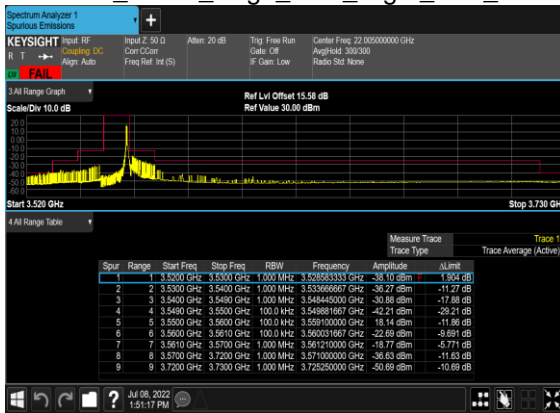 Spectrum Analyzer 1
Spurious Emissions
+
KEYSIGHT Input: RF Input Z: 50 Ω Atten: 20 dB Trig: Free Run Center Freq: 22.005000000 GHz
R T Coupling: DC Corr CCorr Gate: Off Avg|Hold: 300/300
Align: Auto Freq Ref: Int (S) IF Gain: Low Radio Std: None
FAIL
3 All Range Graph Ref Lvl Offset 15.58 dB
Scale/Div 10.0 dB Ref Value 30.00 dBm
20.0
10.0
0.0
-10.0
-20.0
-30.0
-40.0
-50.0
-60.0
Start 3.520 GHz Stop 3.730 GH
4 All Range Table
Measure Trace Trace 1
Trace Type Trace Average (Active)
Spur Range Start Freq Stop Freq RBW Frequency Amplitude ΔLimit
1 1 3.5200 GHz 3.5300 GHz 1.000 MHz 3.528583333 GHz -38.10 dBm F 1.904 dB
2 2 3.5300 GHz 3.5400 GHz 1.000 MHz 3.533666667 GHz -36.27 dBm -11.27 dB
3 3 3.5400 GHz 3.5490 GHz 1.000 MHz 3.548445000 GHz -30.88 dBm -17.88 dB
4 4 3.5490 GHz 3.5500 GHz 100.0 kHz 3.549881667 GHz -42.21 dBm -29.21 dB
5 5 3.5500 GHz 3.5600 GHz 100.0 kHz 3.559100000 GHz 18.14 dBm -11.86 dB
6 6 3.5600 GHz 3.5610 GHz 100.0 kHz 3.560031667 GHz -22.69 dBm -9.691 dB
7 7 3.5610 GHz 3.5700 GHz 1.000 MHz 3.561210000 GHz -18.77 dBm -5.771 dB
8 8 3.5700 GHz 3.7200 GHz 1.000 MHz 3.571000000 GHz -36.63 dBm -11.63 dB
9 9 3.7200 GHz 3.7300 GHz 1.000 MHz 3.725250000 GHz -50.69 dBm -10.69 dB
? Jul 08, 2022
1:51:17 PM